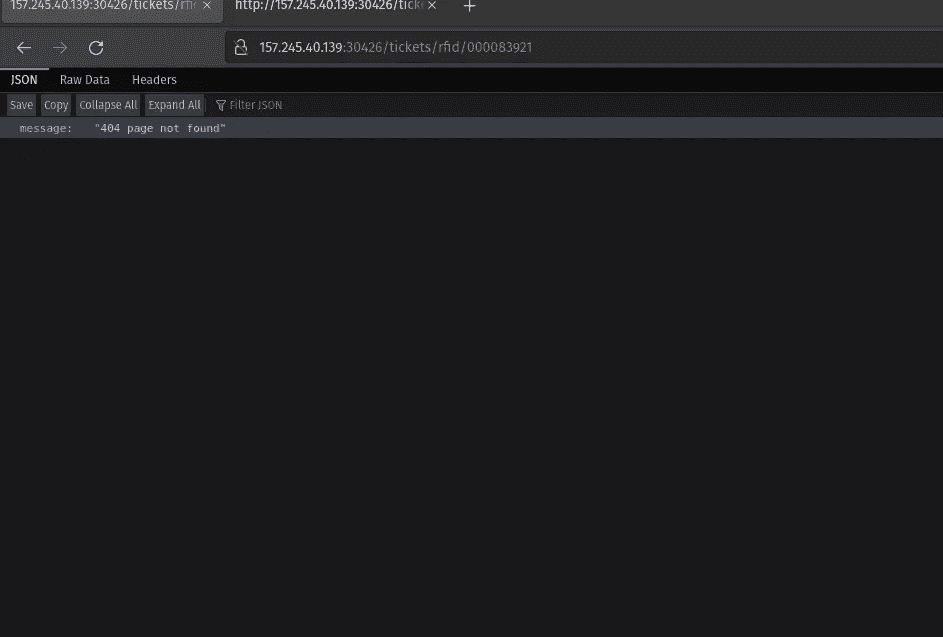 157.245.40.139:30426/tickets/rfi × http://157.245.40.139:30426/tick × +
157.245.40.139:30426/tickets/rfid/000083921
JSON Raw Data Headers
Save Copy Collapse All Expand All Filter JSON
message: "404 page not found"